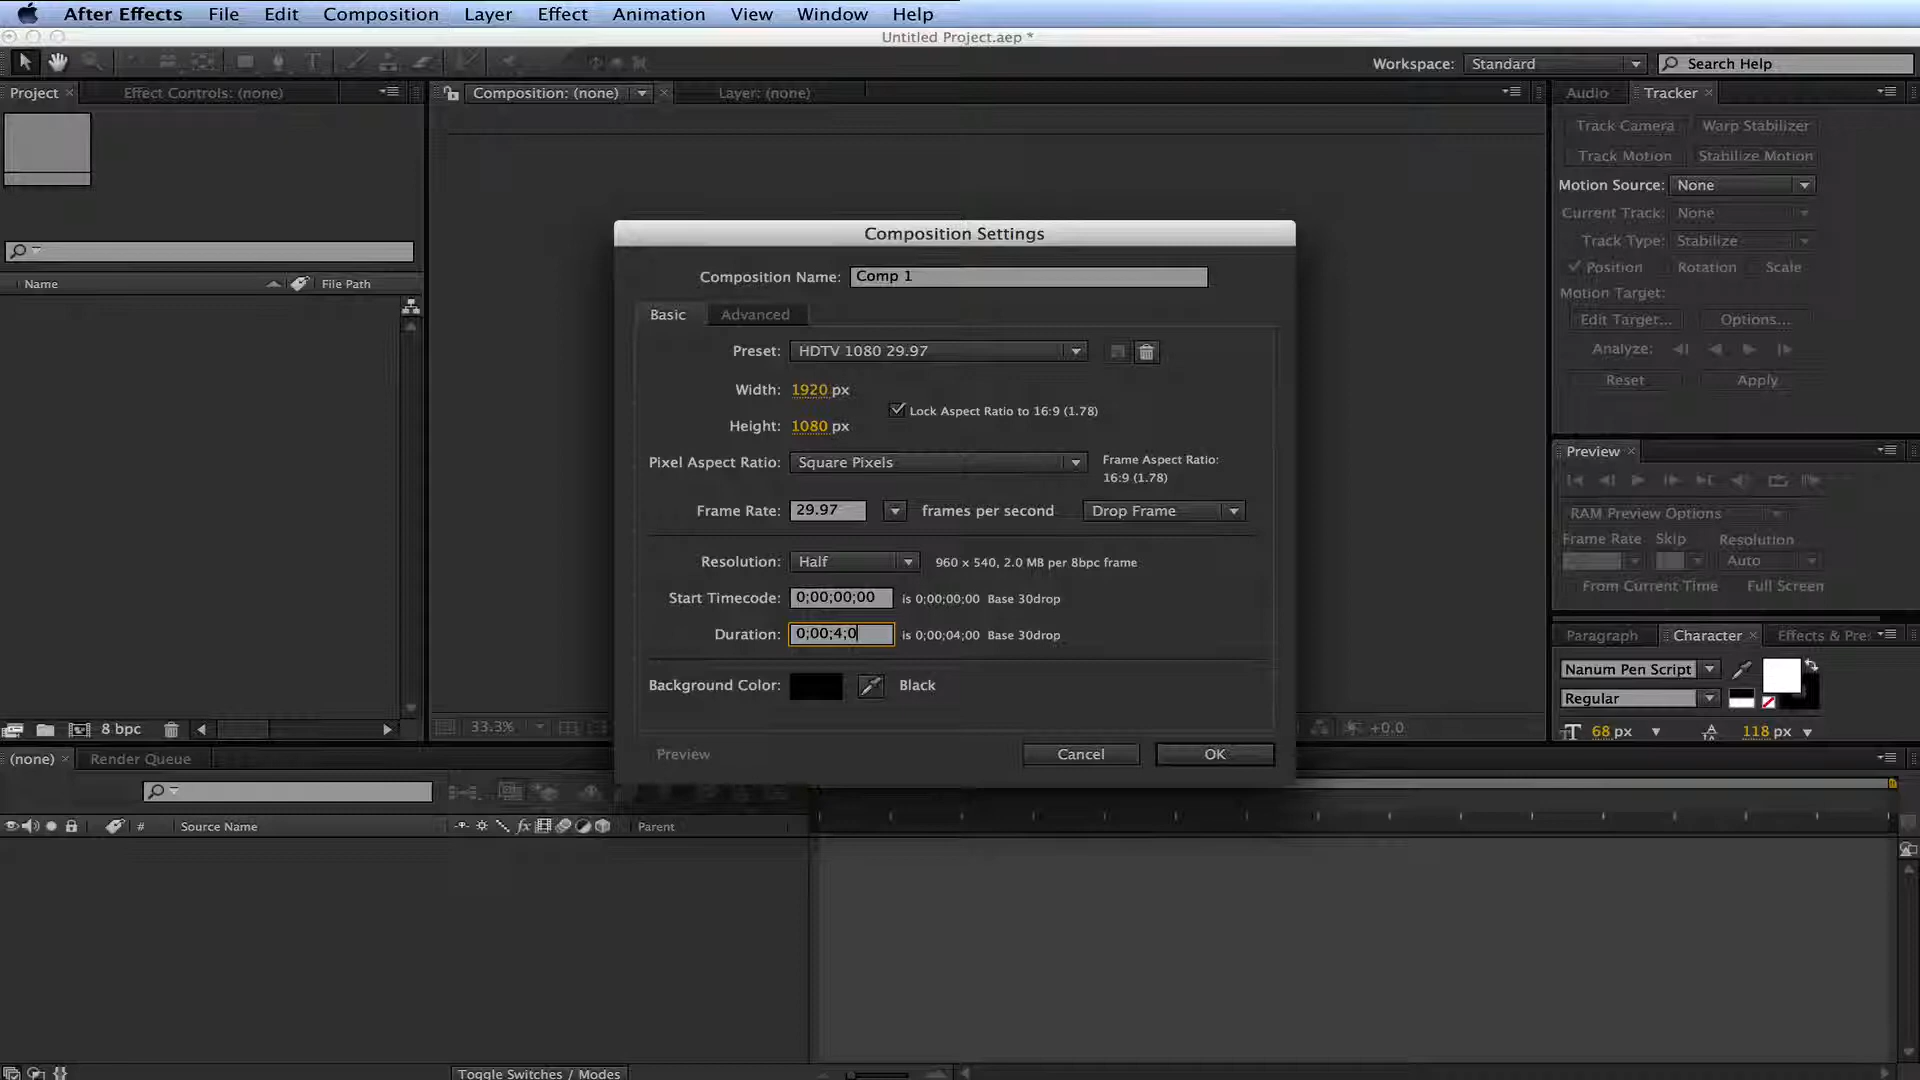 After Effects File Edit Composition Layer Effect Animation View Window Help
Untitled Project.aep *
Workspace: Standard Search Help
Project Effect Controls: (none) Composition: (none) Layer: (none) Audio Tracker
Track Camera Warp Stabilizer
Track Motion Stabilize Motion
Motion Source: None
Current Track: None
Track Type: Stabilize
Position Rotation Scale
Motion Target:
Edit Target... Options...
Analyze:
Reset Apply
Name File Path
Composition Settings
Composition Name: Comp 1
Basic Advanced
Preset: HDTV 1080 29.97
Width: 1920 px
Lock Aspect Ratio to 16:9 (1.78)
Height: 1080 px
Pixel Aspect Ratio: Square Pixels
Frame Aspect Ratio:
16:9 (1.78)
Frame Rate: 29.97 frames per second Drop Frame
Resolution: Half 960 x 540, 2.0 MB per 8bpc frame
Start Timecode: 0;00;00;00 is 0;00;00;00 Base 30drop
Duration: 0;00;4;0 is 0;00;04;00 Base 30drop
Background Color: Black
Preview Cancel OK
Preview
RAM Preview Options
Frame Rate Skip Resolution
Auto
From Current Time Full Screen
Paragraph Character Effects & Pre
Nanum Pen Script
Regular
68 px 118 px
8 bpc 33.3% +0.0
(none) Render Queue
# Source Name fx Parent
Toggle Switches / Modes